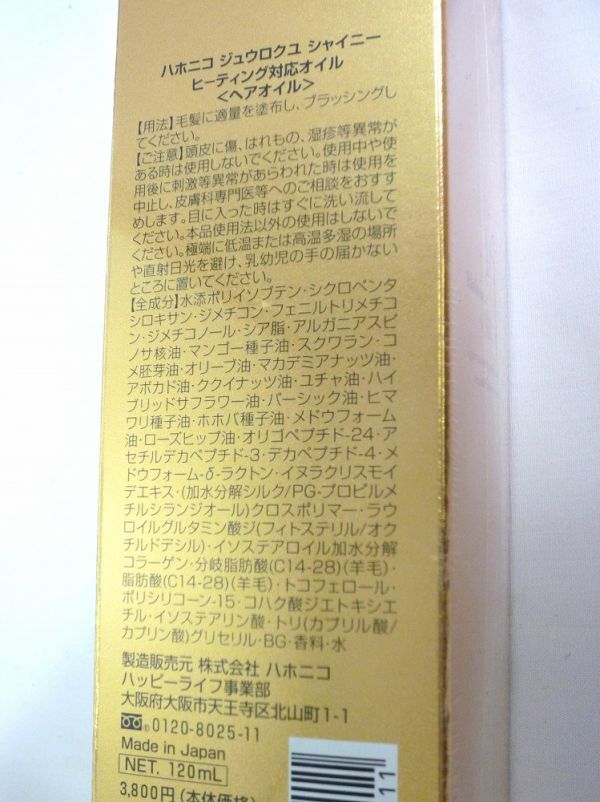 ハホニコ ジュウロクユ シャイニー
ヒーティング対応オイル
＜ヘアオイル＞
【用法】毛髪に適量を塗布し、ブラッシングし
てください。
【ご注意】頭皮に傷、はれもの、湿疹等異常が
ある時は使用しないでください。使用中や使
用後に刺激等異常があらわれた時は使用を
中止し、皮膚科専門医等へのご相談をおすす
めします。目に入った時はすぐに洗い流して
ください。本品使用法以外の使用はしないで
ください。極端に低温または高温多湿の場所
や直射日光を避け、乳幼児の手の届かない
ところに置いてください。
【全成分】水添ポリイソブテン・シクロペンタ
シロキサン・ジメチコン・フェニルトリメチコ
ン・ジメチコノール・シア脂・アルガニアスピ
ノサ核油・マンゴー種子油・スクワラン・コ
メ胚芽油・オリーブ油・マカデミアナッツ油・
アボカド油・ククイナッツ油・ユチャ油・ハイ
ブリッドサフラワー油・パーシック油・ヒマ
ワリ種子油・ホホバ種子油・メドウフォーム
油・ローズヒップ油・オリゴペプチド-24・ア
セチルデカペプチド-3・デカペプチド-4・メ
ドウフォーム-δ-ラクトン・イヌラクリスモイ
デエキス・(加水分解シルク/PG-プロピルメ
チルシランジオール)クロスポリマー・ラウ
ロイルグルタミン酸ジ(フィトステリル/オク
チルドデシル)・イソステアロイル加水分解
コラーゲン・分岐脂肪酸(C14-28)(羊毛)・
脂肪酸(C14-28)(羊毛)・トコフェロール・
ポリシリコーン-15・コハク酸ジエトキシエ
チル・イソステアリン酸・トリ(カプリル酸/
カプリン酸)グリセリル・BG・香料・水
製造販売元 株式会社 ハホニコ
ハッピーライフ事業部
大阪府大阪市天王寺区北山町1-1
0120-8025-11
Made in Japan
NET. 120mL
3,800円(本体価格)
11